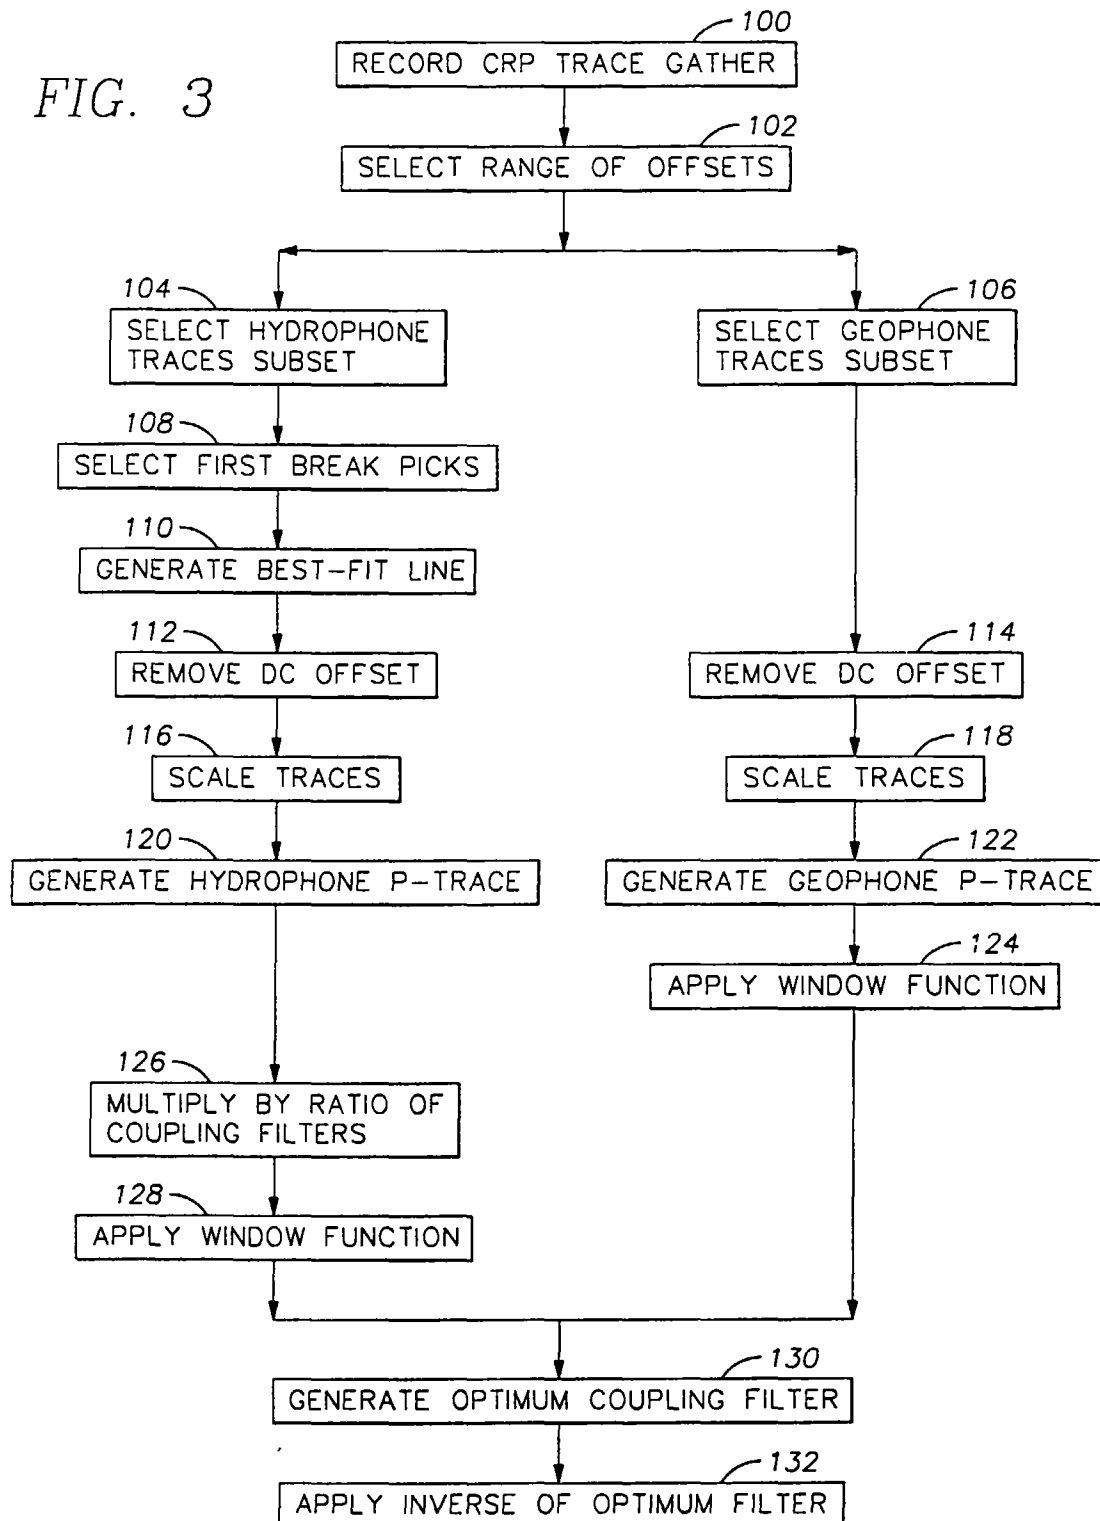 FIG. 3
100
RECORD CRP TRACE GATHER
102
SELECT RANGE OF OFFSETS
104
SELECT HYDROPHONE
TRACES SUBSET
106
SELECT GEOPHONE
TRACES SUBSET
108
SELECT FIRST BREAK PICKS
110
GENERATE BEST-FIT LINE
112
REMOVE DC OFFSET
114
REMOVE DC OFFSET
116
SCALE TRACES
118
SCALE TRACES
120
GENERATE HYDROPHONE P-TRACE
122
GENERATE GEOPHONE P-TRACE
124
APPLY WINDOW FUNCTION
126
MULTIPLY BY RATIO OF
COUPLING FILTERS
128
APPLY WINDOW FUNCTION
130
GENERATE OPTIMUM COUPLING FILTER
132
APPLY INVERSE OF OPTIMUM FILTER